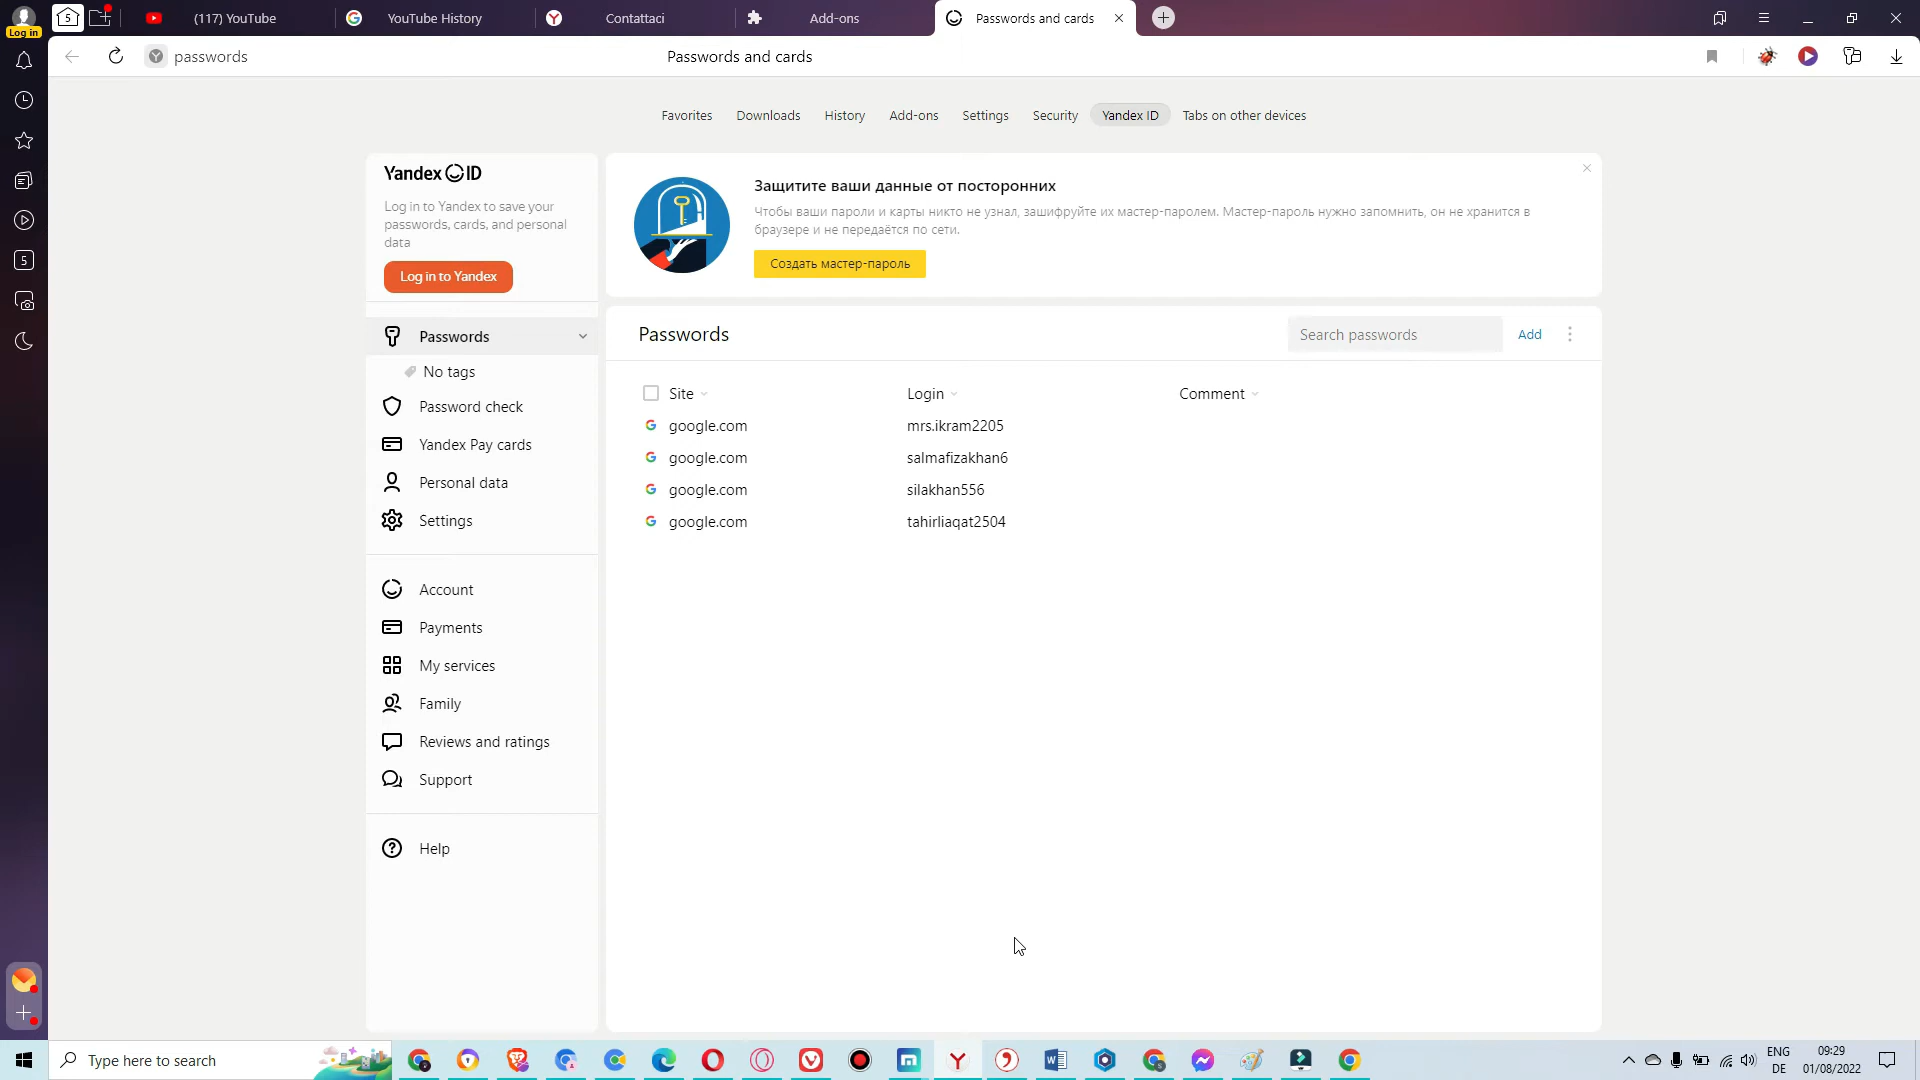 Log in
5
(117) YouTube
YouTube History
Contattaci
Add-ons
Passwords and cards
passwords
Passwords and cards
Favorites
Downloads
History
Add-ons
Settings
Security
Yandex ID
Tabs on other devices
5
Yandex ID
Log in to Yandex to save your
passwords, cards, and personal
data
Log in to Yandex
Защитите ваши данные от посторонних
Чтобы ваши пароли и карты никто не узнал, зашифруйте их мастер-паролем. Мастер-пароль нужно запомнить, он не хранится в
браузере и не передаётся по сети.
Создать мастер-пароль
Passwords
No tags
Password check
Yandex Pay cards
Personal data
Settings
Account
Payments
My services
Family
Reviews and ratings
Support
Help
Passwords
Search passwords
Add
Site
Login
Comment
google.com
mrs.ikram2205
google.com
salmafizakhan6
google.com
silakhan556
google.com
tahirliaqat2504
Type here to search
ENG
DE
09:29
01/08/2022